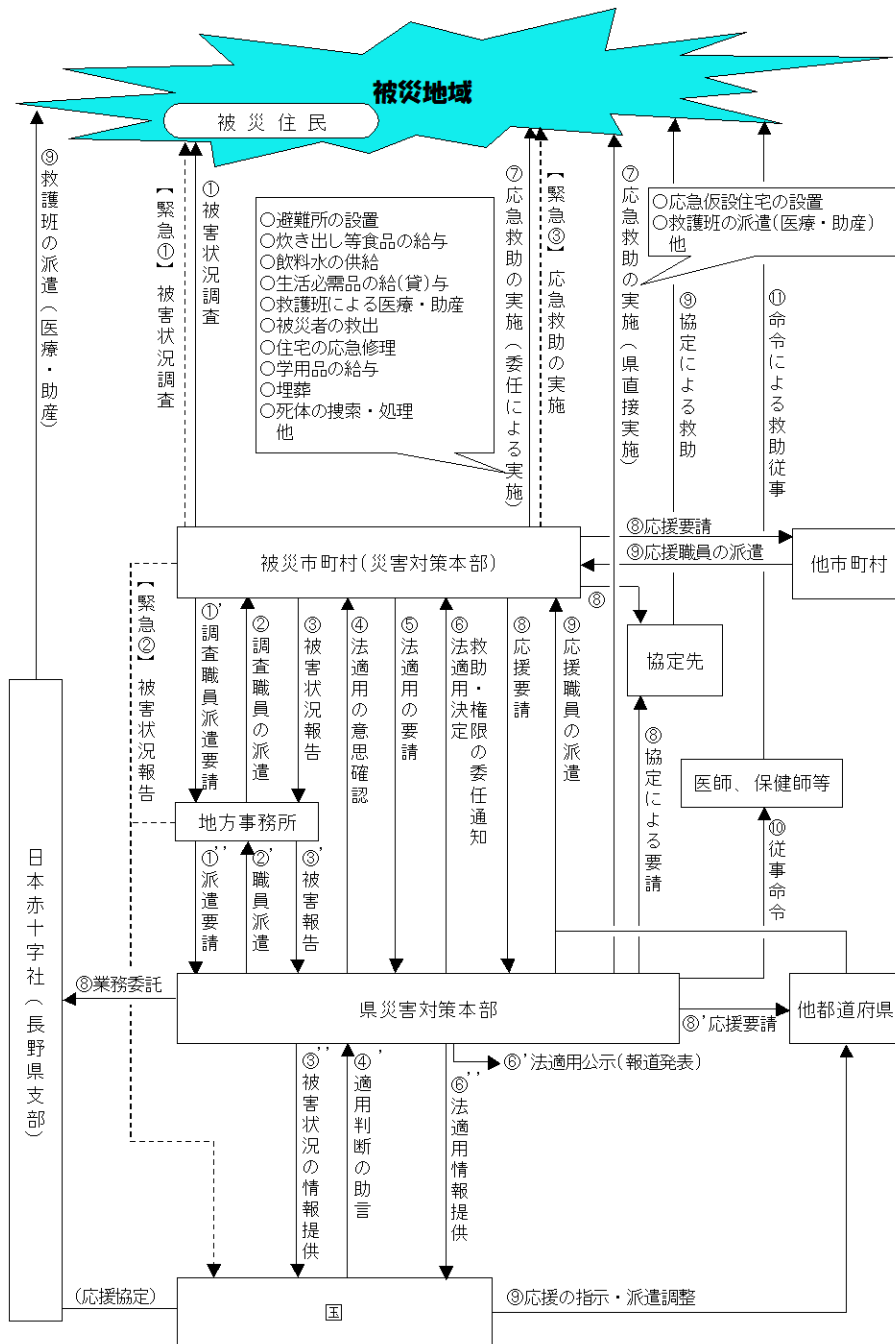 被災地域
被災住民
⑨救護班の派遣(医療・助産)
【緊急①】被害状況調査
①被害状況調査
○避難所の設置
○炊き出し等食品の給与
○飲料水の供給
○生活必需品の給(貸)与
○救護班による医療・助産
○被災者の救出
○住宅の応急修理
○学用品の給与
○埋葬
○死体の捜索・処理
他
⑦応急救助の実施(委任による実施)
【緊急③】応急救助の実施
⑦応急救助の実施(県直接実施)
○応急仮設住宅の設置
○救護班の派遣(医療・助産)
他
⑨協定による救助
⑪命令による救助従事
被災市町村(災害対策本部)
⑧応援要請
⑨応援職員の派遣
他市町村
⑧
協定先
【緊急②】被害状況報告
①'調査職員派遣要請
②調査職員の派遣
③被害状況報告
④法適用の意思確認
⑤法適用の要請
⑥法適用決定
救助・権限の委任通知
⑧応援要請
⑨応援職員の派遣
⑧協定による要請
医師、保健師等
⑩従事命令
地方事務所
①''派遣要請
②'職員派遣
③'被害報告
日本赤十字社(長野県支部)
⑧業務委託
県災害対策本部
⑧'応援要請
他都道府県
③''被害状況の情報提供
④'適用判断の助言
⑥'法適用公示(報道発表)
⑥''法適用情報提供
(応援協定)
国
⑨応援の指示・派遣調整